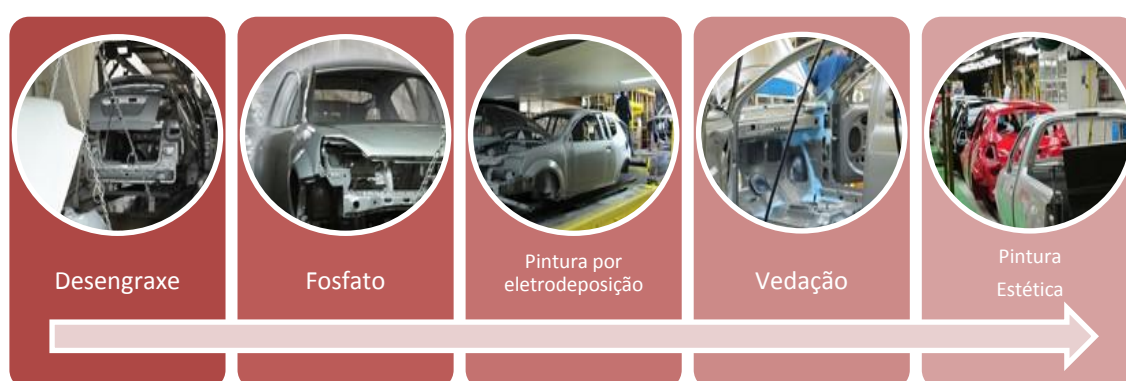 Desengraxe
Fosfato
Pintura por
eletrodeposição
Vedação
Pintura
Estética